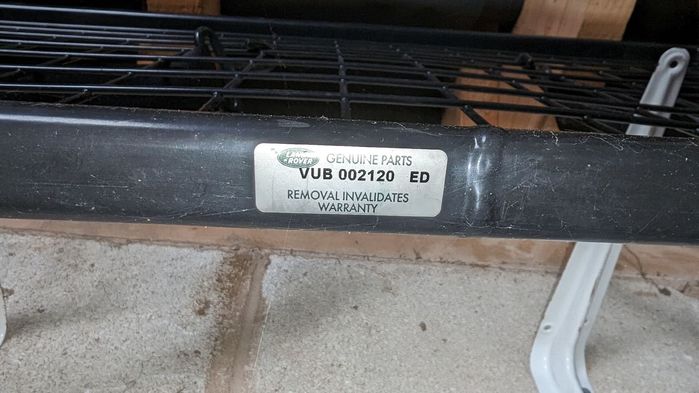 LAND ROVER GENUINE PARTS
VUB 002120 ED
REMOVAL INVALIDATES
WARRANTY